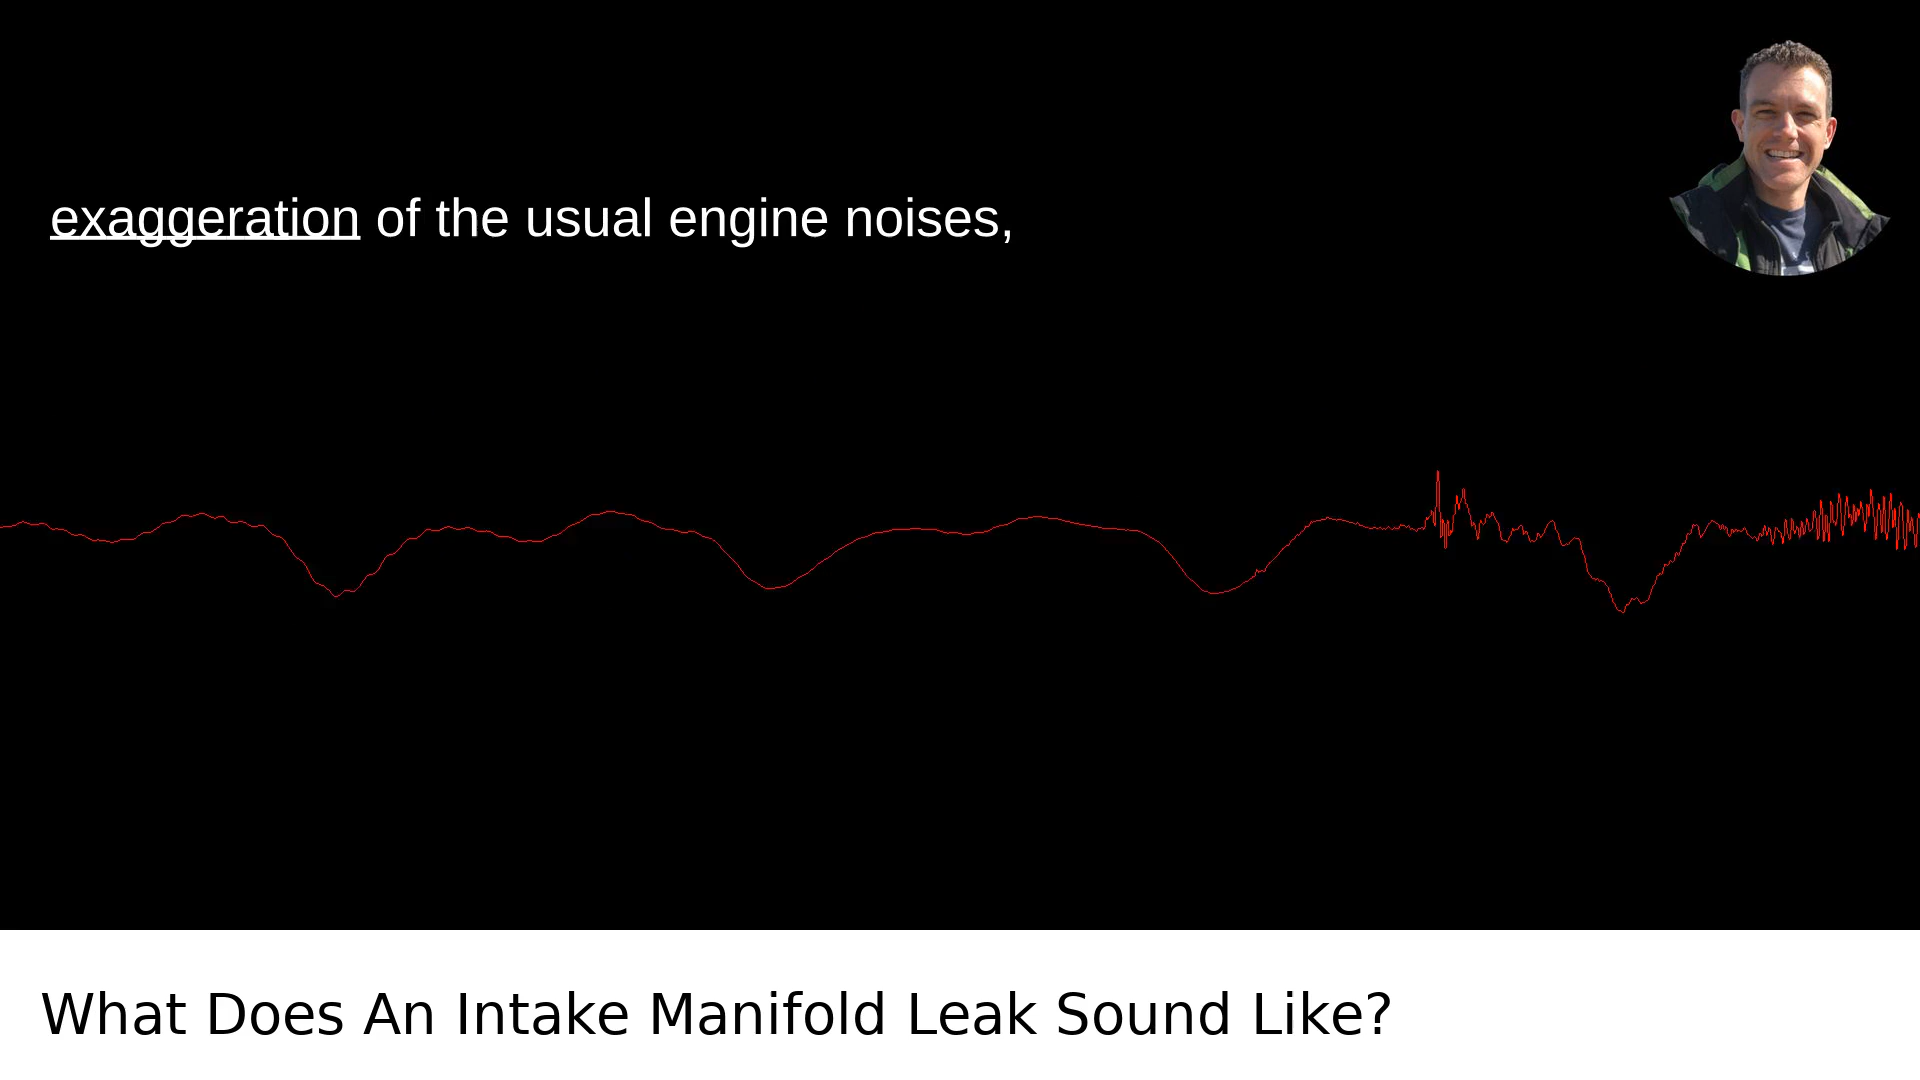 exaggeration of the usual engine noises,
What Does An Intake Manifold Leak Sound Like?